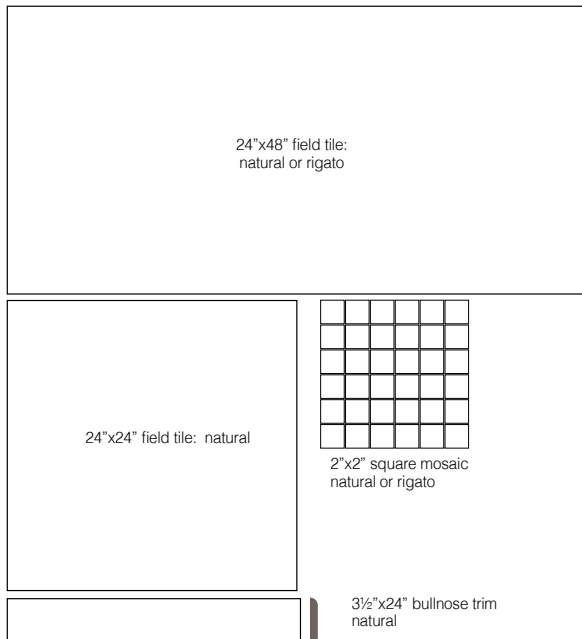 24”x48” field tile:
natural or rigato
24”x24” field tile:  natural
2”x2” square mosaic
natural or rigato
3½”x24” bullnose trim
natural